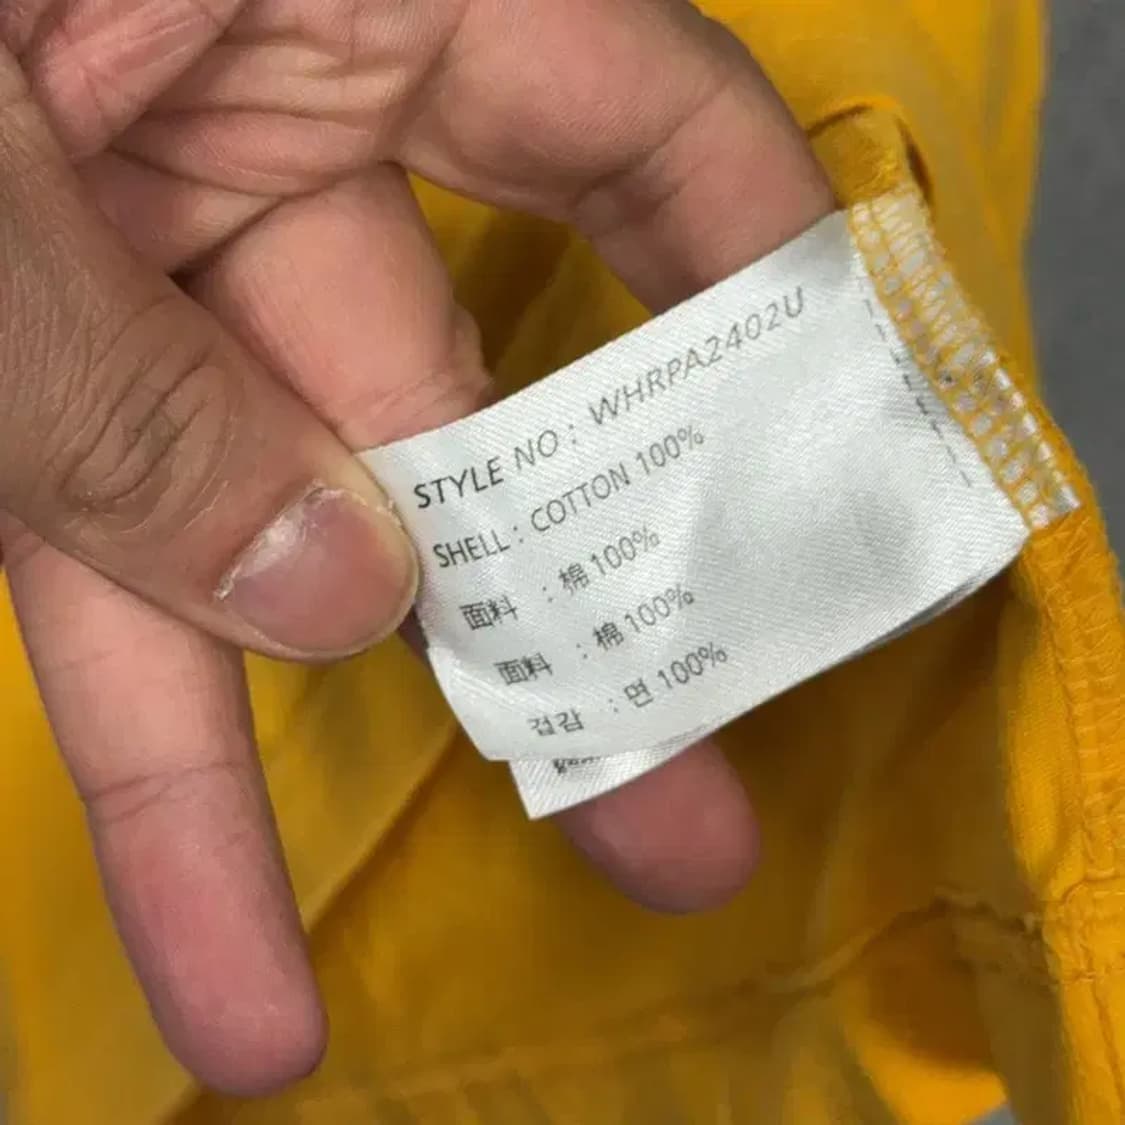 STYLE NO : WHRPA2402U
SHELL : COTTON 100%
面料 : 棉 100%
面料 : 棉 100%
겉감 : 면 100%